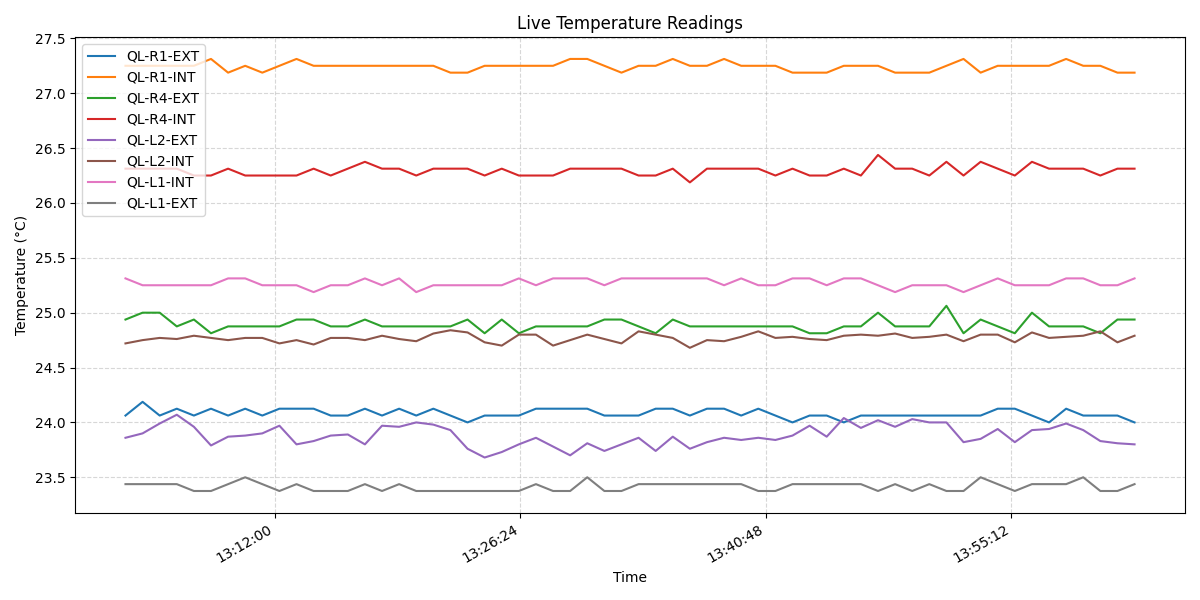 Live Temperature Readings
27.5
27.0
26.5
26.0
25.5
25.0
24.5
24.0
23.5
Temperature (°C)
QL-R1-EXT
QL-R1-INT
QL-R4-EXT
QL-R4-INT
QL-L2-EXT
QL-L2-INT
QL-L1-INT
QL-L1-EXT
13:12:00
13:26:24
13:40:48
13:55:12
Time